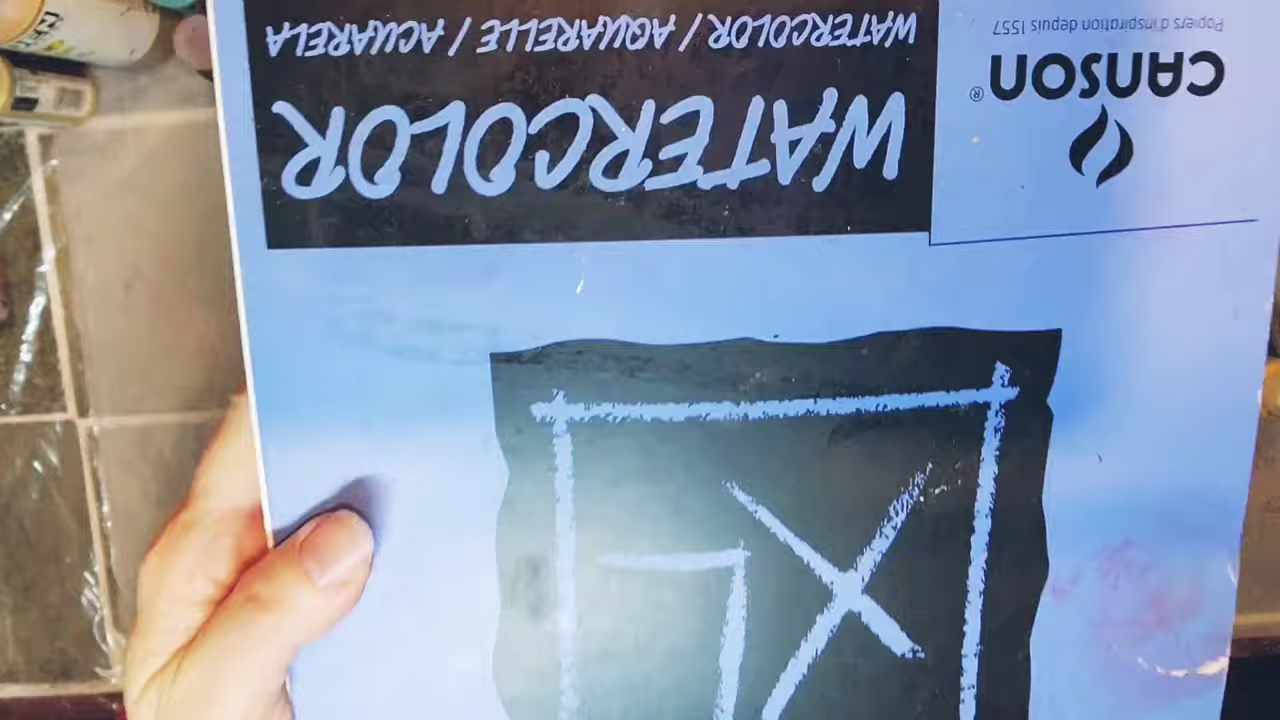 XL
CANSON®
Papiers d'inspiration depuis 1557
WATERCOLOR
WATERCOLOR / AQUARELLE / ACUARELA